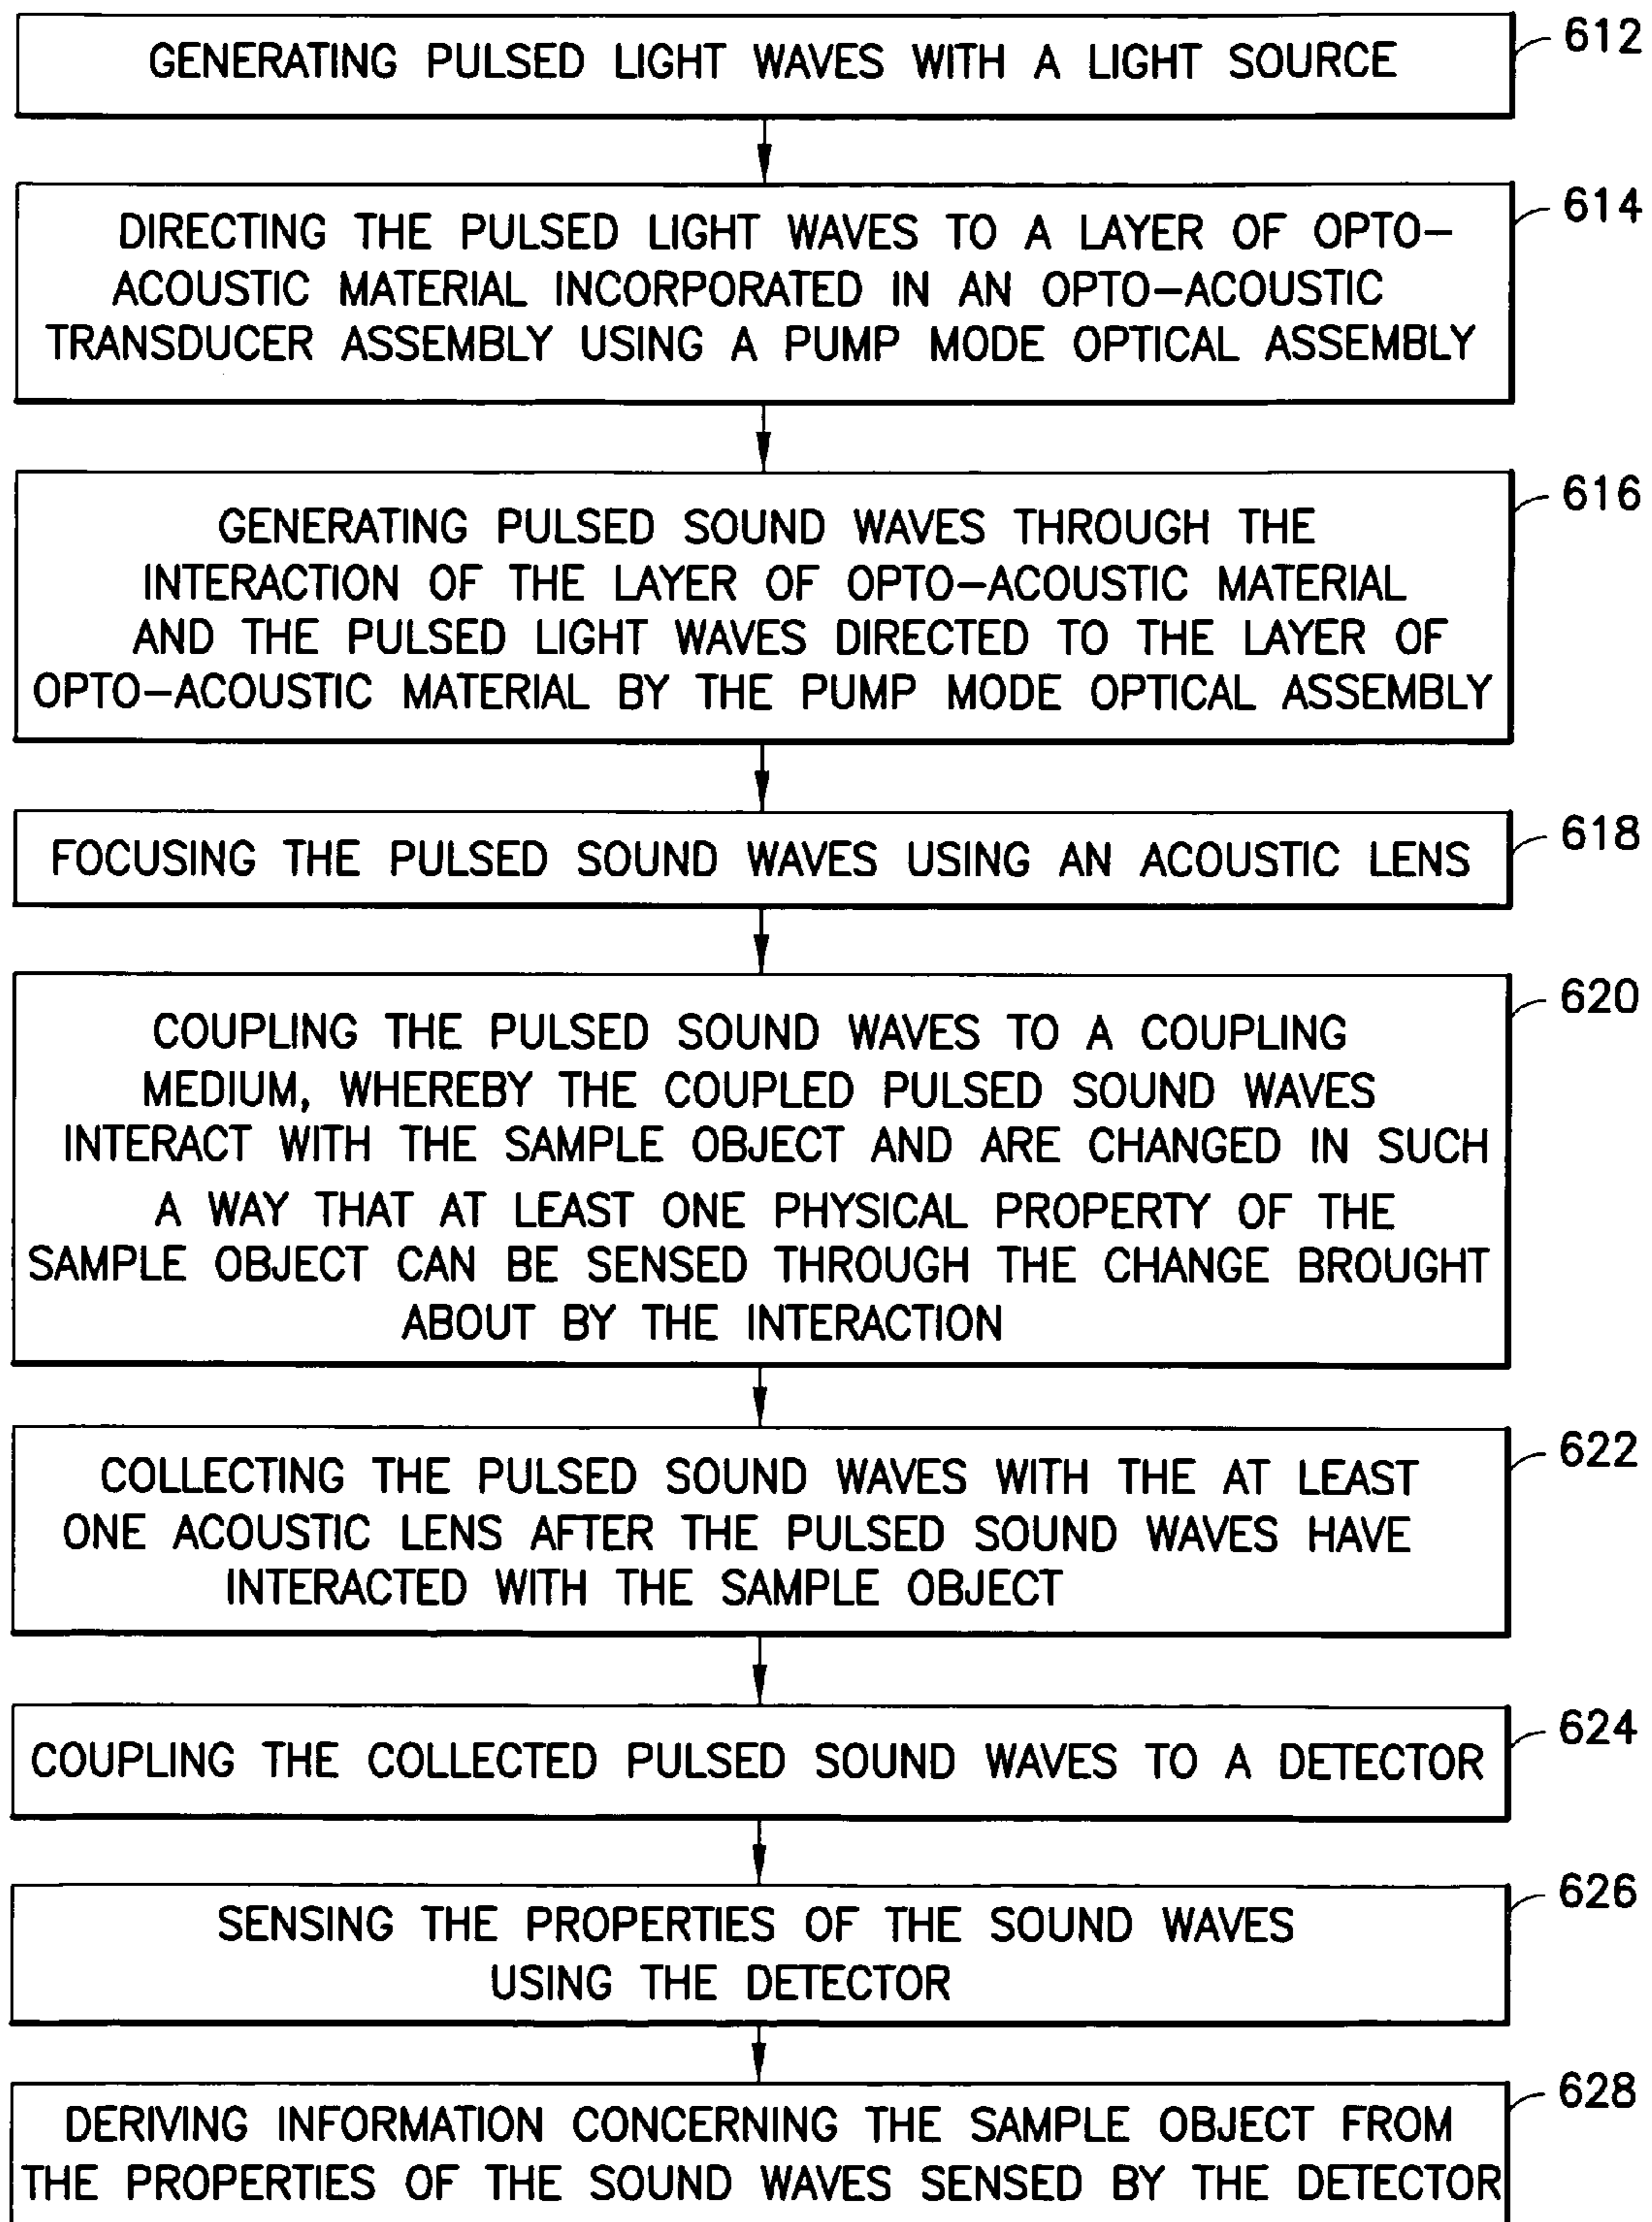 GENERATING PULSED LIGHT WAVES WITH A LIGHT SOURCE
612
DIRECTING THE PULSED LIGHT WAVES TO A LAYER OF OPTO-
ACOUSTIC MATERIAL INCORPORATED IN AN OPTO-ACOUSTIC
TRANSDUCER ASSEMBLY USING A PUMP MODE OPTICAL ASSEMBLY
614
GENERATING PULSED SOUND WAVES THROUGH THE
INTERACTION OF THE LAYER OF OPTO-ACOUSTIC MATERIAL
AND THE PULSED LIGHT WAVES DIRECTED TO THE LAYER OF
OPTO-ACOUSTIC MATERIAL BY THE PUMP MODE OPTICAL ASSEMBLY
616
FOCUSING THE PULSED SOUND WAVES USING AN ACOUSTIC LENS
618
COUPLING THE PULSED SOUND WAVES TO A COUPLING
MEDIUM, WHEREBY THE COUPLED PULSED SOUND WAVES
INTERACT WITH THE SAMPLE OBJECT AND ARE CHANGED IN SUCH
A WAY THAT AT LEAST ONE PHYSICAL PROPERTY OF THE
SAMPLE OBJECT CAN BE SENSED THROUGH THE CHANGE BROUGHT
ABOUT BY THE INTERACTION
620
COLLECTING THE PULSED SOUND WAVES WITH THE AT LEAST
ONE ACOUSTIC LENS AFTER THE PULSED SOUND WAVES HAVE
INTERACTED WITH THE SAMPLE OBJECT
622
COUPLING THE COLLECTED PULSED SOUND WAVES TO A DETECTOR
624
SENSING THE PROPERTIES OF THE SOUND WAVES
USING THE DETECTOR
626
DERIVING INFORMATION CONCERNING THE SAMPLE OBJECT FROM
THE PROPERTIES OF THE SOUND WAVES SENSED BY THE DETECTOR
628